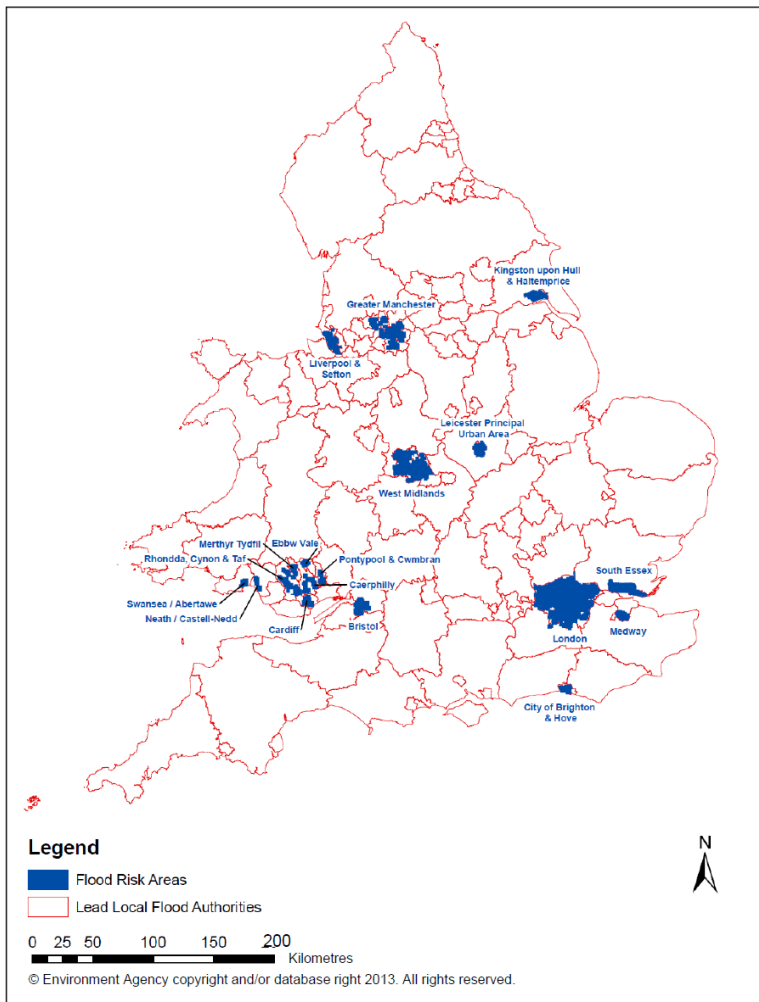 Kingston upon Hull
& Haltemprice
Greater Manchester
Liverpool &
Sefton
Leicester Principal
Urban Area
West Midlands
Merthyr Tydfil
Ebbw Vale
Rhondda, Cynon & Taf
Pontypool & Cwmbran
Caerphilly
Swansea / Abertawe
Neath / Castell-Nedd
Cardiff
Bristol
South Essex
London
Medway
City of Brighton
& Hove
Legend
Flood Risk Areas
Lead Local Flood Authorities
N
0 25 50 100 150 200
Kilometres
© Environment Agency copyright and/or database right 2013. All rights reserved.